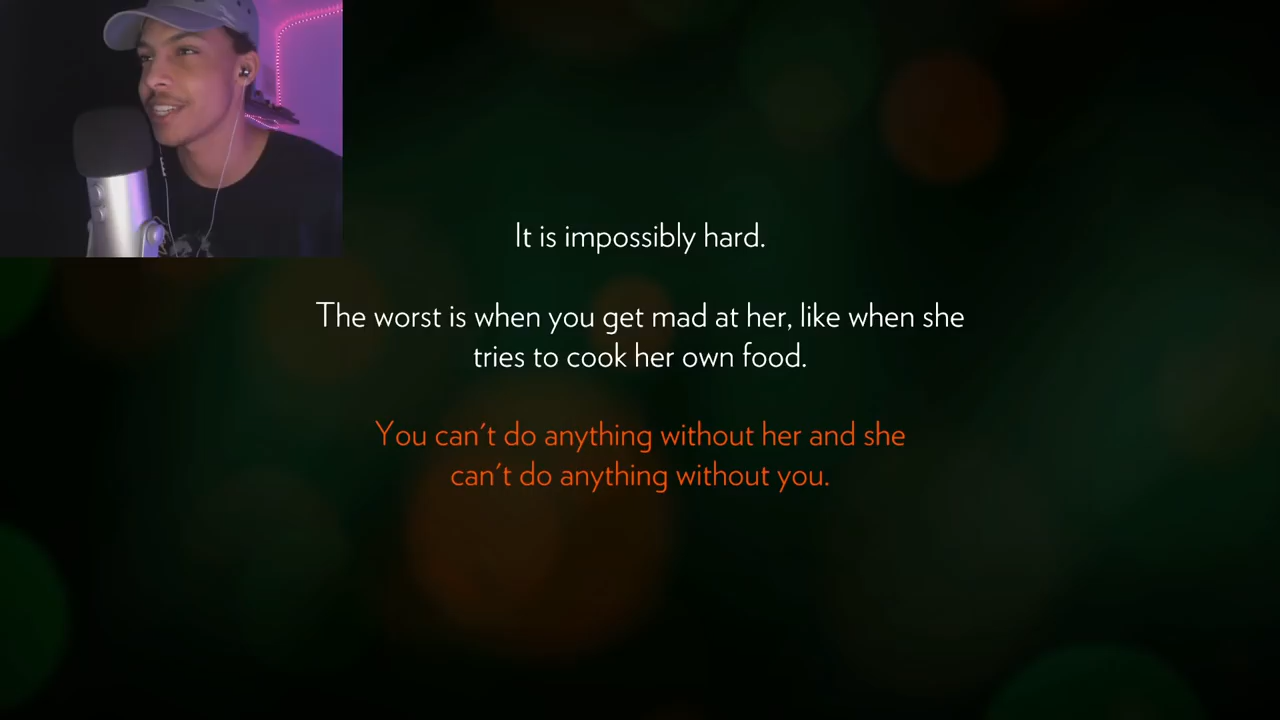 It is impossibly hard.
The worst is when you get mad at her, like when she
tries to cook her own food.
You can't do anything without her and she
can't do anything without you.